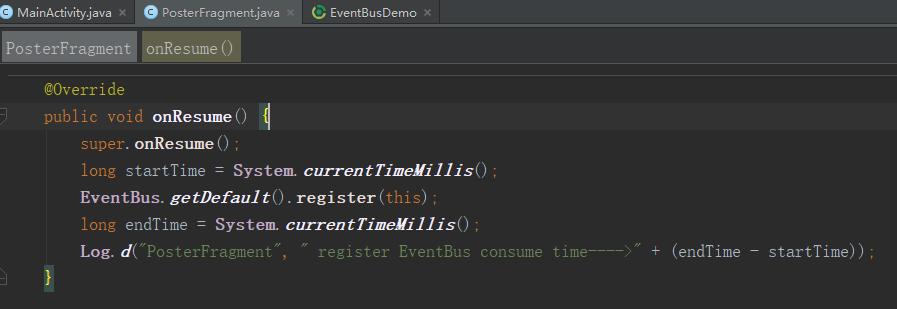 MainActivity.java × PosterFragment.java × EventBusDemo ×
PosterFragment onResume()
@Override
public void onResume() {
super.onResume();
long startTime = System.currentTimeMillis();
EventBus.getDefault().register(this);
long endTime = System.currentTimeMillis();
Log.d("PosterFragment", " register EventBus consume time---->" + (endTime - startTime));
}